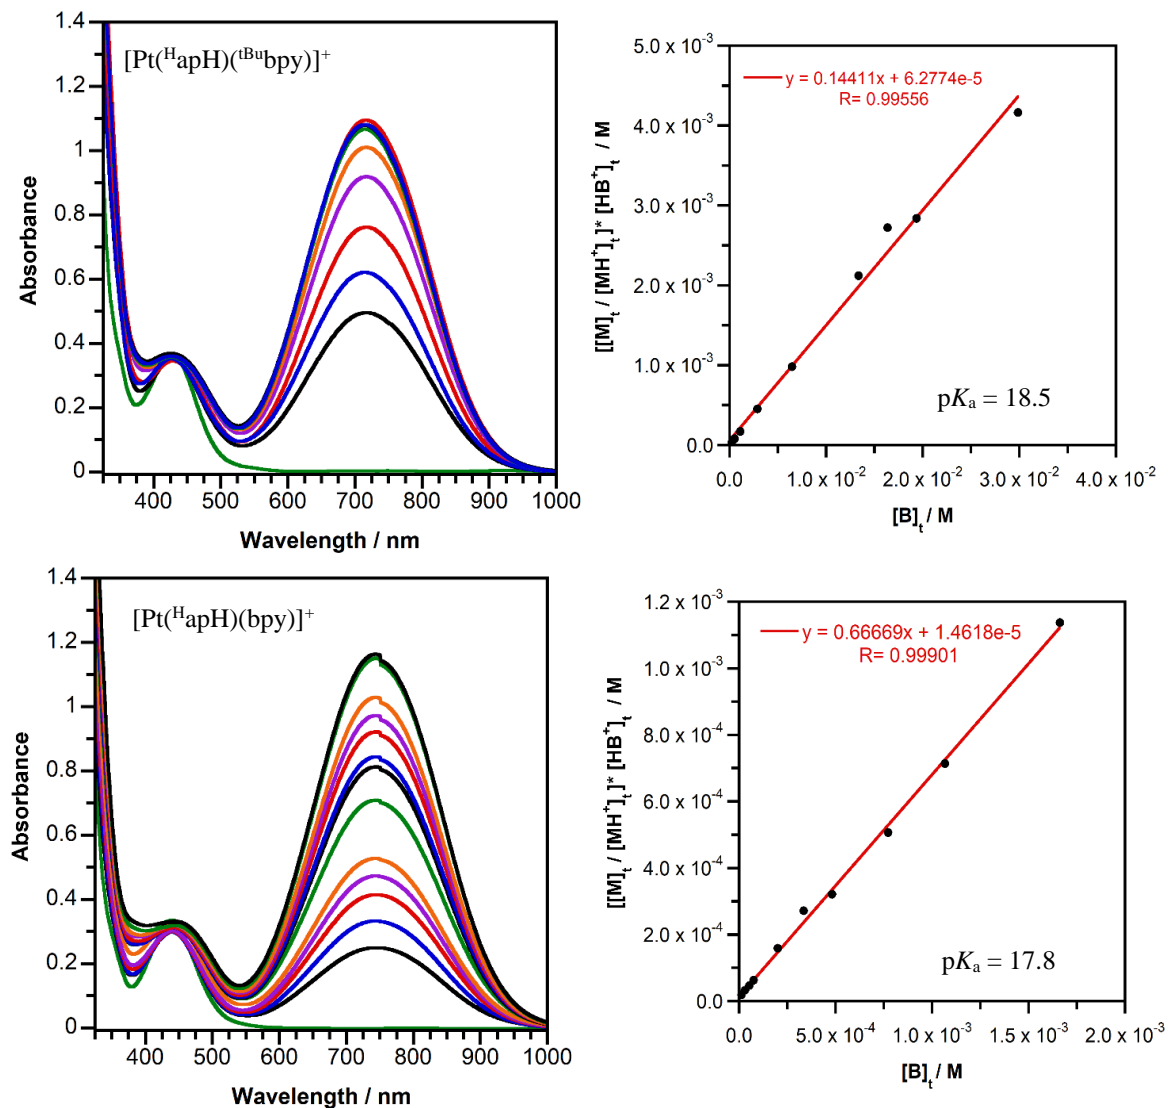 [Pt(ᴴapH)(ᵗᴮᵘbpy)]⁺
1.4
1.2
1
0.8
0.6
0.4
0.2
0
Absorbance
400 500 600 700 800 900 1000
Wavelength / nm
y = 0.14411x + 6.2774e-5
R= 0.99556
5.0 x 10⁻³
4.0 x 10⁻³
3.0 x 10⁻³
2.0 x 10⁻³
1.0 x 10⁻³
0.0
[[M]ₜ / [MH⁺]ₜ]* [HB⁺]ₜ / M
pKₐ = 18.5
0.0 1.0 x 10⁻² 2.0 x 10⁻² 3.0 x 10⁻² 4.0 x 10⁻²
[B]ₜ / M
[Pt(ᴴapH)(bpy)]⁺
1.4
1.2
1
0.8
0.6
0.4
0.2
0
Absorbance
400 500 600 700 800 900 1000
Wavelength / nm
y = 0.66669x + 1.4618e-5
R= 0.99901
1.2 x 10⁻³
1.0 x 10⁻³
8.0 x 10⁻⁴
6.0 x 10⁻⁴
4.0 x 10⁻⁴
2.0 x 10⁻⁴
0.0
[[M]ₜ / [MH⁺]ₜ]* [HB⁺]ₜ / M
pKₐ = 17.8
0.0 5.0 x 10⁻⁴ 1.0 x 10⁻³ 1.5 x 10⁻³ 2.0 x 10⁻³
[B]ₜ / M